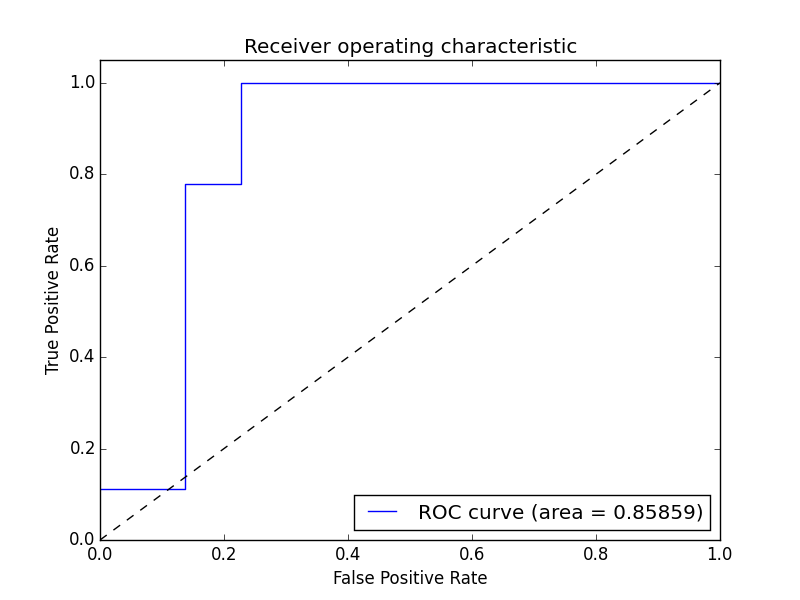 Receiver operating characteristic
1.0
0.8
0.6
0.4
0.2
0.0
True Positive Rate
ROC curve (area = 0.85859)
0.0 0.2 0.4 0.6 0.8 1.0
False Positive Rate